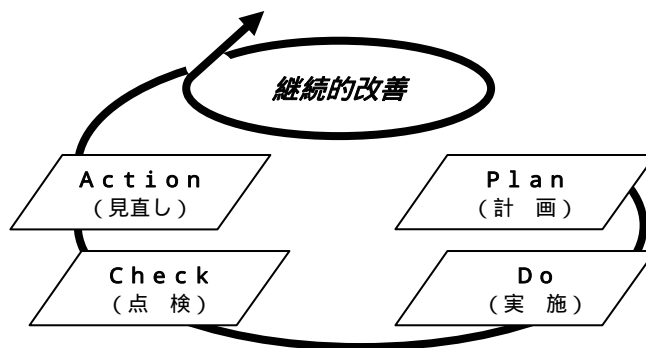 継続的改善
Action
(見直し)
Plan
(計 画)
Check
(点 検)
Do
(実 施)